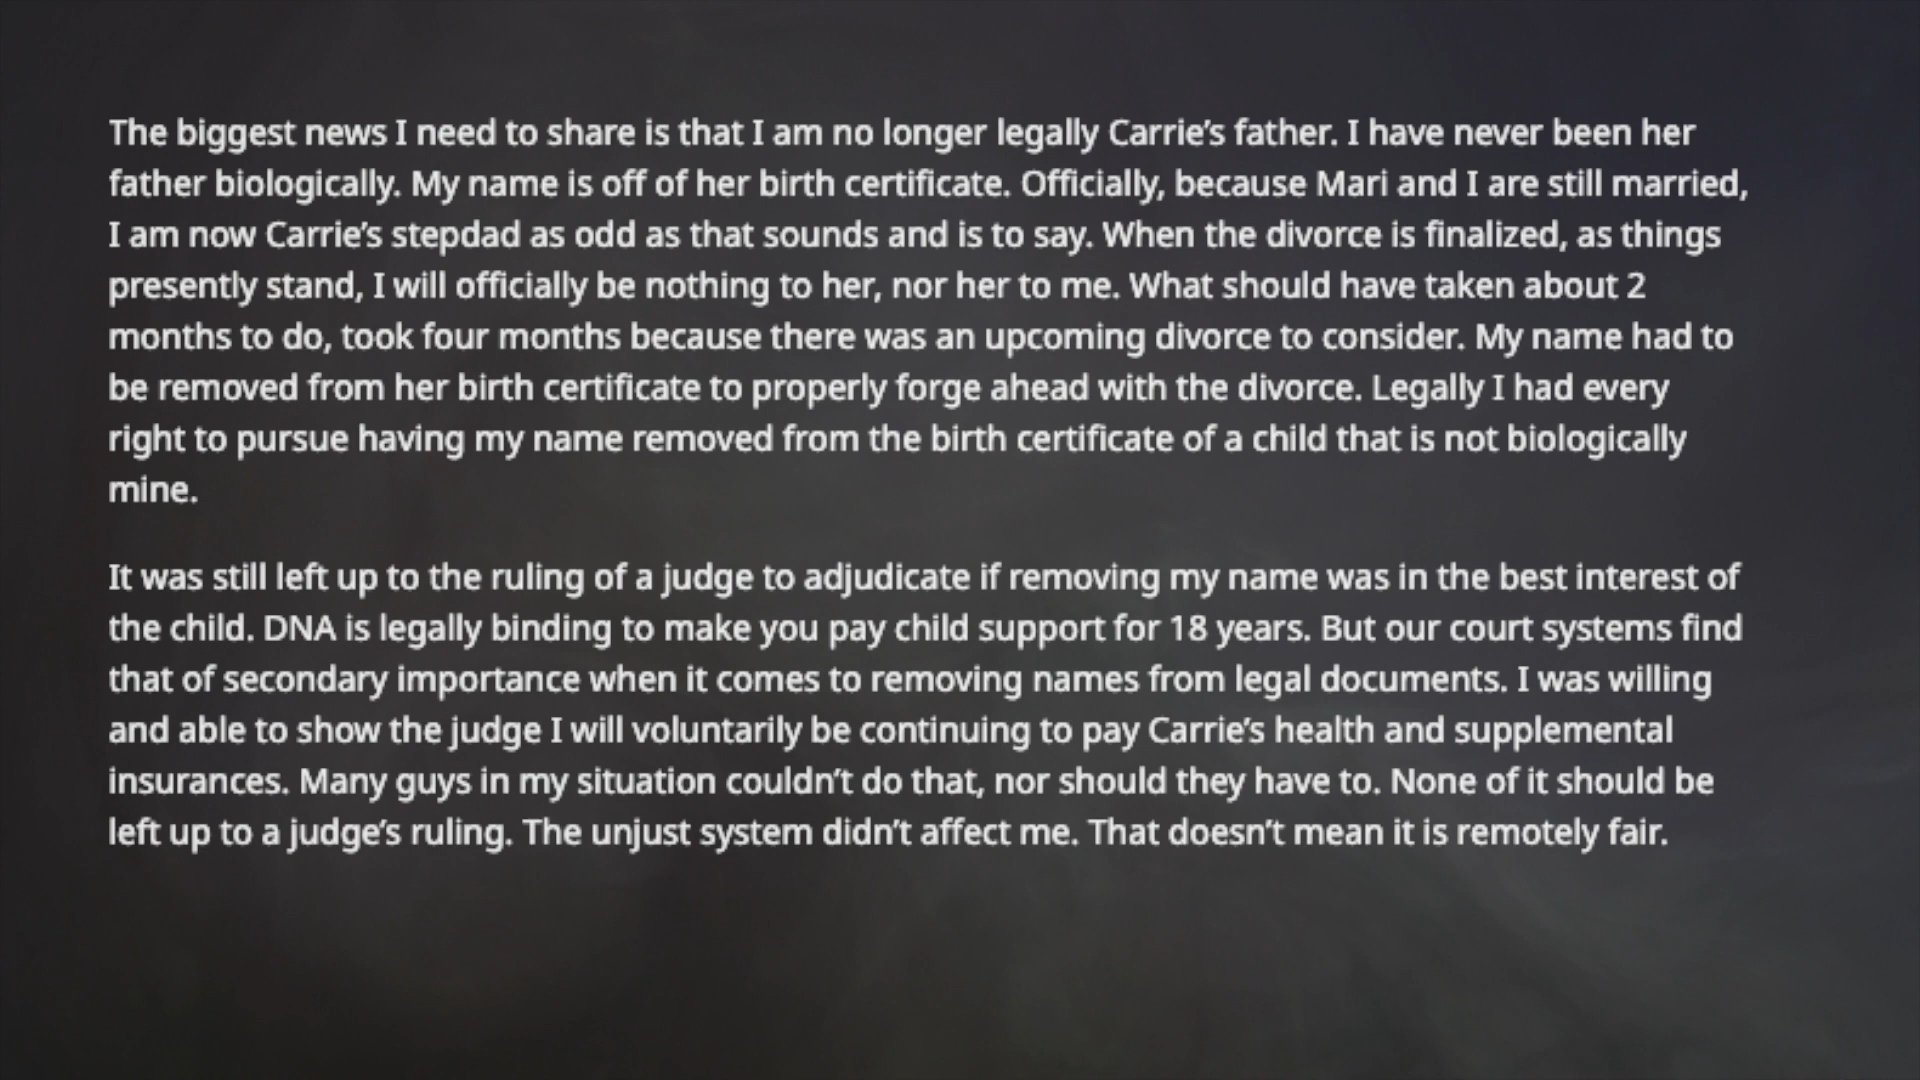 The biggest news I need to share is that I am no longer legally Carrie’s father. I have never been her
father biologically. My name is off of her birth certificate. Officially, because Mari and I are still married,
I am now Carrie’s stepdad as odd as that sounds and is to say. When the divorce is finalized, as things
presently stand, I will officially be nothing to her, nor her to me. What should have taken about 2
months to do, took four months because there was an upcoming divorce to consider. My name had to
be removed from her birth certificate to properly forge ahead with the divorce. Legally I had every
right to pursue having my name removed from the birth certificate of a child that is not biologically
mine.
It was still left up to the ruling of a judge to adjudicate if removing my name was in the best interest of
the child. DNA is legally binding to make you pay child support for 18 years. But our court systems find
that of secondary importance when it comes to removing names from legal documents. I was willing
and able to show the judge I will voluntarily be continuing to pay Carrie’s health and supplemental
insurances. Many guys in my situation couldn’t do that, nor should they have to. None of it should be
left up to a judge’s ruling. The unjust system didn’t affect me. That doesn’t mean it is remotely fair.